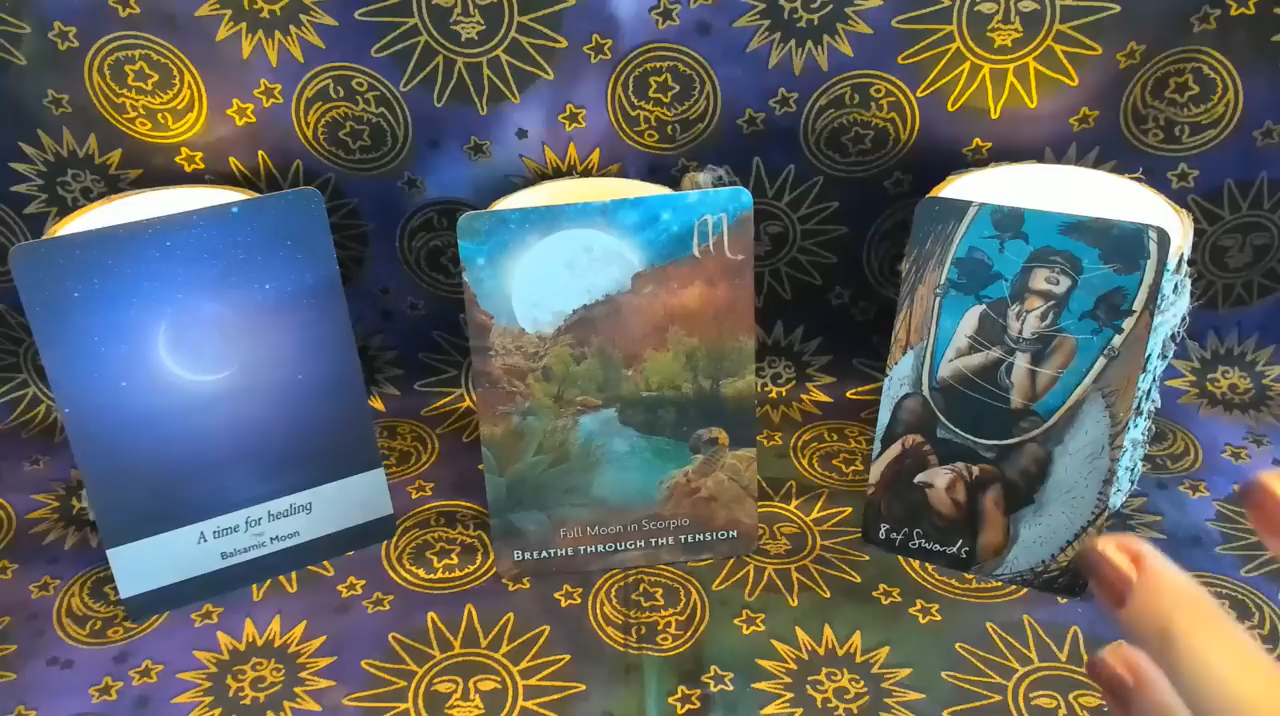 A time for healing
Balsamic Moon
Full Moon in Scorpio
BREATHE THROUGH THE TENSION
8 of Swords